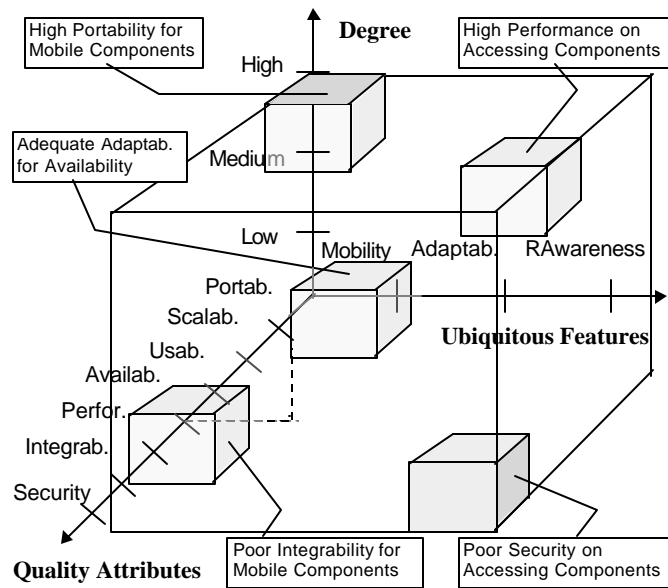 High Portability for
Mobile Components
Degree
High Performance on
Accessing Components
High
Adequate Adaptab.
for Availability
Medium
Low
Mobility
Adaptab.
RAwareness
Portab.
Scalab.
Ubiquitous Features
Usab.
Availab.
Perfor.
Integrab.
Security
Quality Attributes
Poor Integrability for
Mobile Components
Poor Security on
Accessing Components